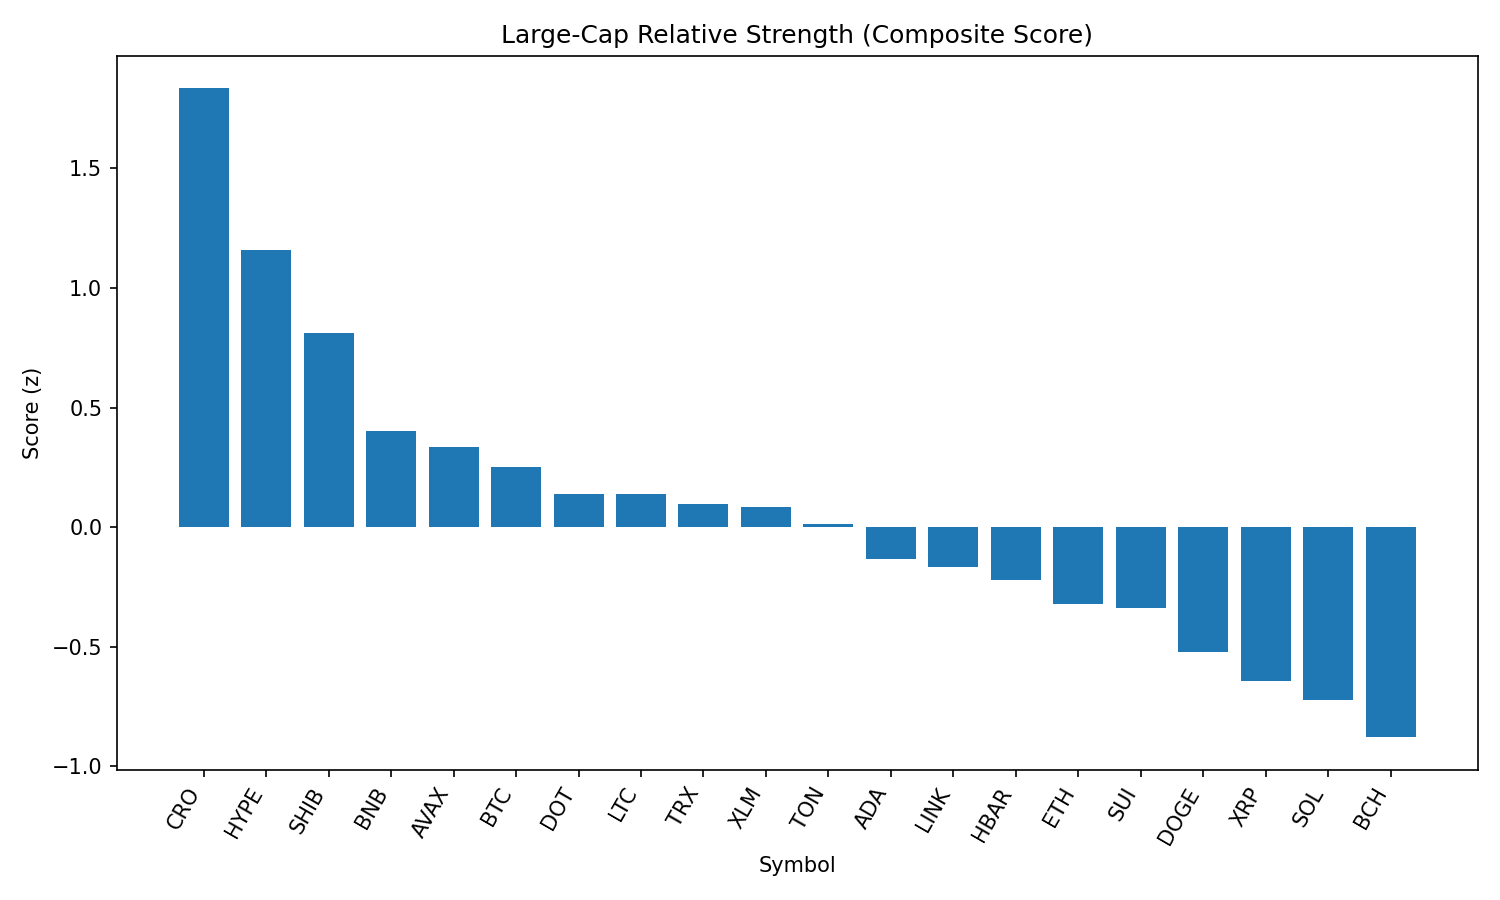 Large-Cap Relative Strength (Composite Score)
Score (z)
1.5
1.0
0.5
0.0
−0.5
−1.0
CRO
HYPE
SHIB
BNB
AVAX
BTC
DOT
LTC
TRX
XLM
TON
ADA
LINK
HBAR
ETH
SUI
DOGE
XRP
SOL
BCH
Symbol